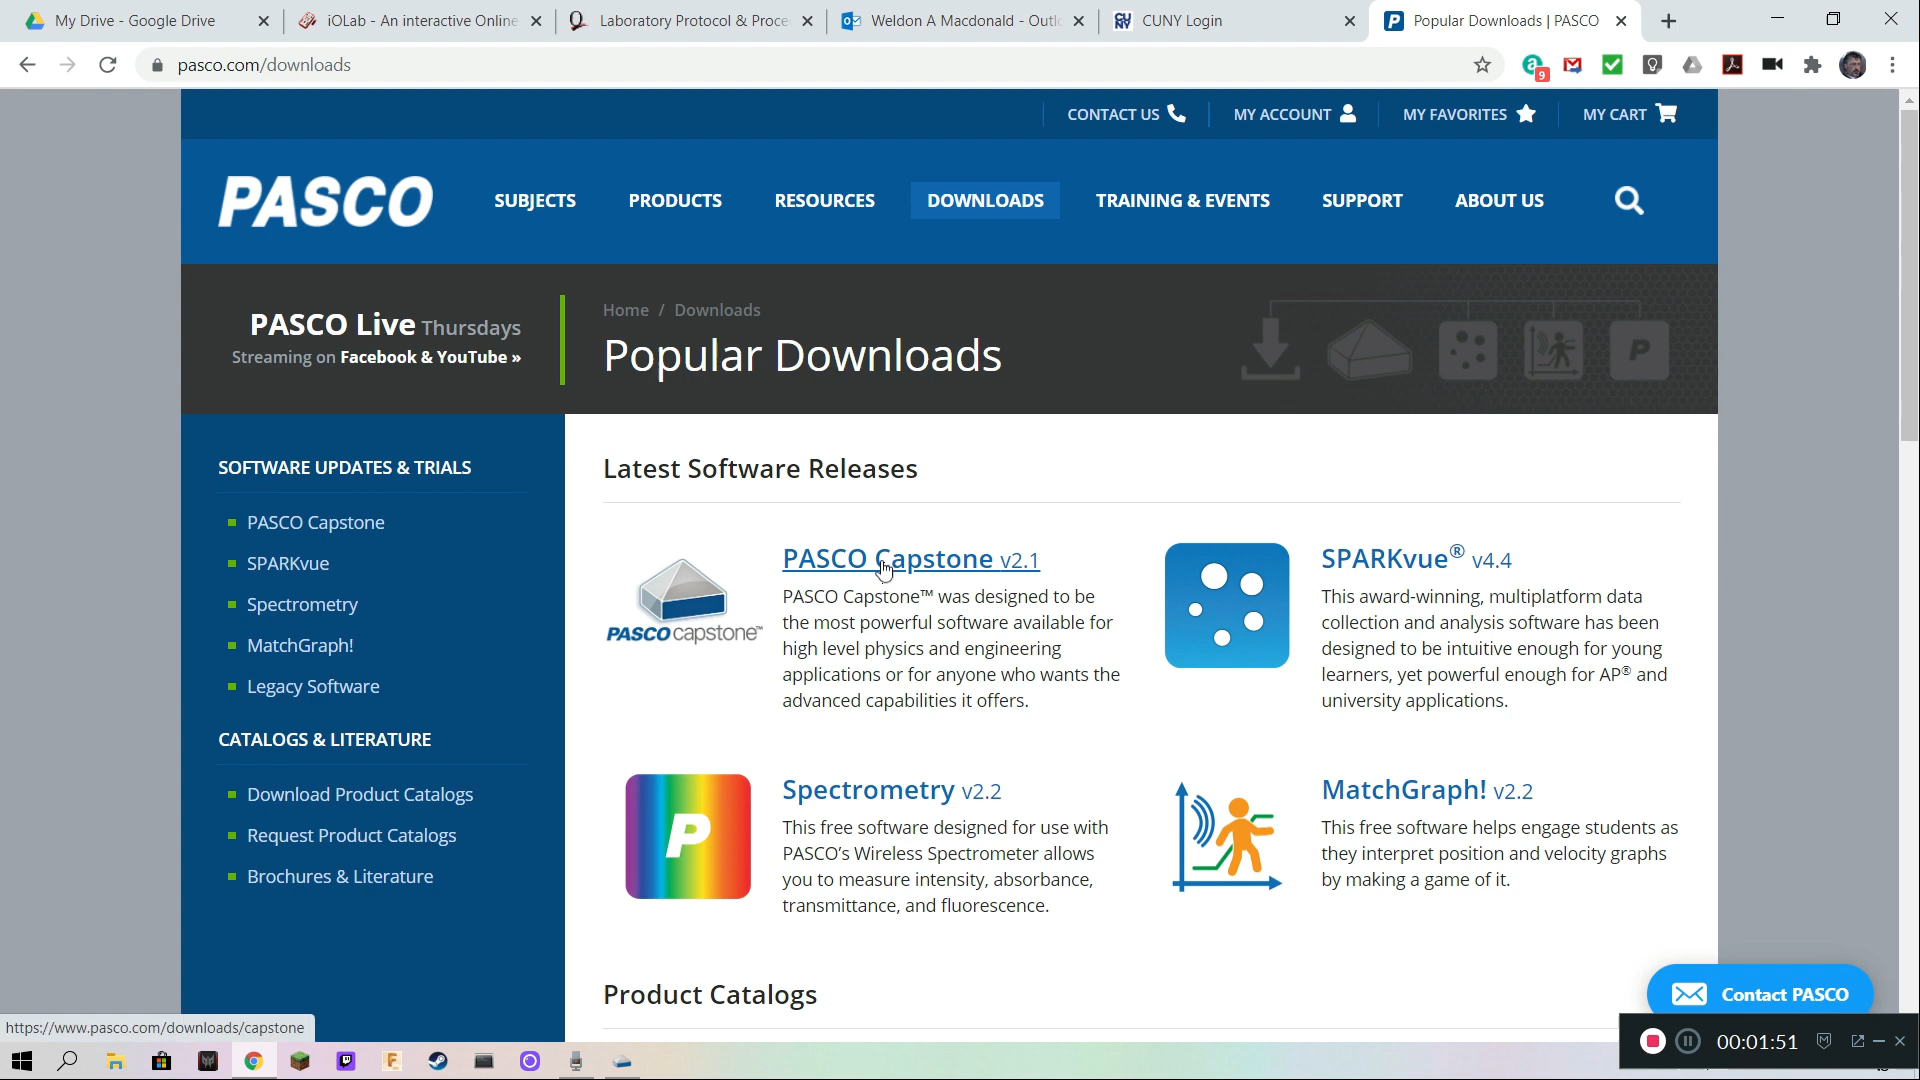 My Drive - Google Drive
iOLab - An interactive Online
Laboratory Protocol & Proce
Weldon A Macdonald - Outlo
CUNY Login
Popular Downloads | PASCO
pasco.com/downloads
9
CONTACT US
MY ACCOUNT
MY FAVORITES
MY CART
PASCO
SUBJECTS
PRODUCTS
RESOURCES
DOWNLOADS
TRAINING & EVENTS
SUPPORT
ABOUT US
PASCO Live Thursdays
Streaming on Facebook & YouTube »
Home / Downloads
Popular Downloads
P
SOFTWARE UPDATES & TRIALS
PASCO Capstone
SPARKvue
Spectrometry
MatchGraph!
Legacy Software
CATALOGS & LITERATURE
Download Product Catalogs
Request Product Catalogs
Brochures & Literature
Latest Software Releases
PASCO capstone™
PASCO Capstone v2.1
PASCO Capstone™ was designed to be
the most powerful software available for
high level physics and engineering
applications or for anyone who wants the
advanced capabilities it offers.
SPARKvue® v4.4
This award-winning, multiplatform data
collection and analysis software has been
designed to be intuitive enough for young
learners, yet powerful enough for AP® and
university applications.
P
Spectrometry v2.2
This free software designed for use with
PASCO's Wireless Spectrometer allows
you to measure intensity, absorbance,
transmittance, and fluorescence.
MatchGraph! v2.2
This free software helps engage students as
they interpret position and velocity graphs
by making a game of it.
Product Catalogs
Contact PASCO
https://www.pasco.com/downloads/capstone
00:01:51